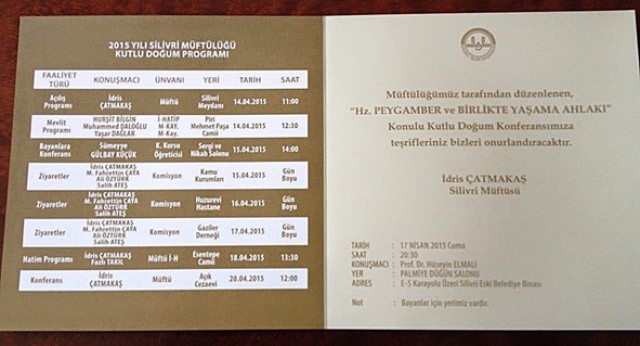 2015 YILI SİLİVRİ MÜFTÜLÜĞÜ
KUTLU DOĞUM PROGRAMI
FAALİYET TÜRÜ KONUŞMACI ÜNVANI YERİ TARİH SAAT
Açılış Programı İdris ÇATMAKAŞ Müftü Silivri Meydanı 14.04.2015 11:00
Mevlit Programı HURŞİT BİLGİN Muhammed DALOĞLU Yaşar DAĞLAR İ-HATİP M-KAY. M-Kay. Piri Mehmet Paşa Camii 14.04.2015 12:30
Bayanlara Konferans Sümeyye GÜLBAY KÜÇÜK K. Kursu Öğreticisi Sergi ve Nikah Salonu 15.04.2015 14:00
Ziyaretler İdris ÇATMAKAŞ M. Fahrettin ÇATA Ali ÖZTÜRK Salih ATEŞ Komisyon Kamu Kurumları 15.04.2015 Gün Boyu
Ziyaretler İdris ÇATMAKAŞ M. Fahrettin ÇATA Ali ÖZTÜRK Salih ATEŞ Komisyon Huzurevi Hastane 16.04.2015 Gün Boyu
Ziyaretler İdris ÇATMAKAŞ M. Fahrettin ÇATA Ali ÖZTÜRK Salih ATEŞ Komisyon Gaziler Derneği 17.04.2015 Gün Boyu
Hatim Programı İdris ÇATMAKAŞ Fazlı TAKIL Müftü İ-H Esentepe Camii 18.04.2015 13:30
Konferans İdris ÇATMAKAŞ Müftü Açık Cezaevi 20.04.2015 12:00
Müftülüğümüz tarafından düzenlenen,
"Hz. PEYGAMBER ve BİRLİKTE YAŞAMA AHLAKI"
Konulu Kutlu Doğum Konferansımıza
teşrifleriniz bizleri onurlandıracaktır.
İdris ÇATMAKAŞ
Silivri Müftüsü
TARİH : 17 NİSAN 2015 Cuma
SAAT : 20:30
KONUŞMACI : Prof. Dr. Hüseyin ELMALI
YER : PALMİYE DÜĞÜN SALONU
ADRES : E-5 Karayolu Üzeri Silivri Eski Belediye Binası
Not : Bayanlar için yerimiz vardır.